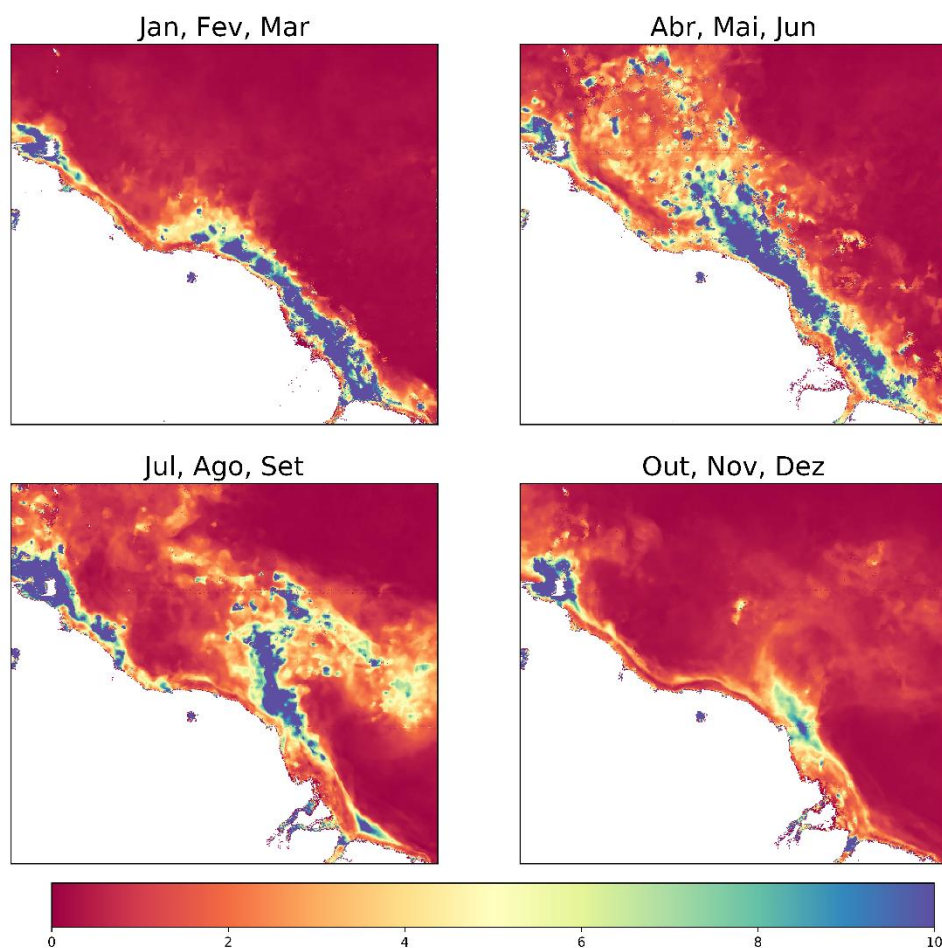 Jan, Fev, Mar
Abr, Mai, Jun
Jul, Ago, Set
Out, Nov, Dez
0 2 4 6 8 10